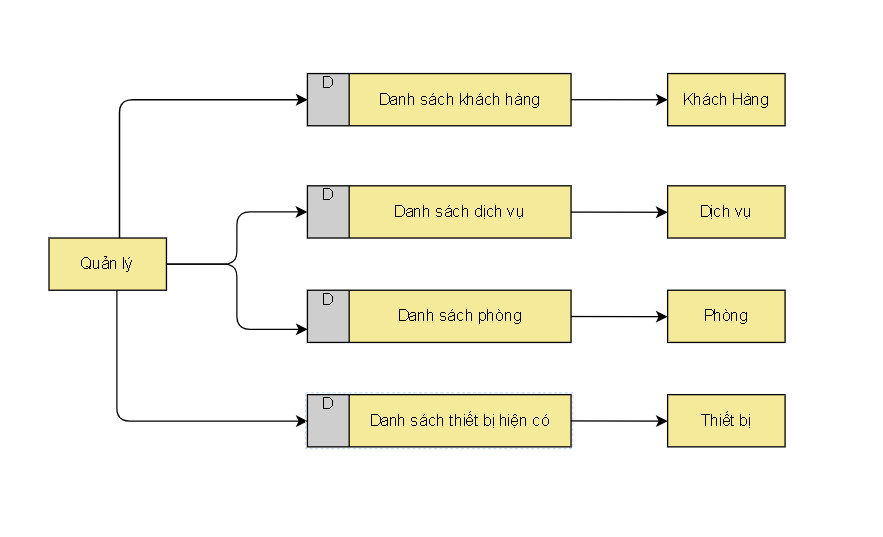 D
Danh sách khách hàng
Khách Hàng
D
Danh sách dịch vụ
Dịch vụ
Quản lý
D
Danh sách phòng
Phòng
D
Danh sách thiết bị hiện có
Thiết bị